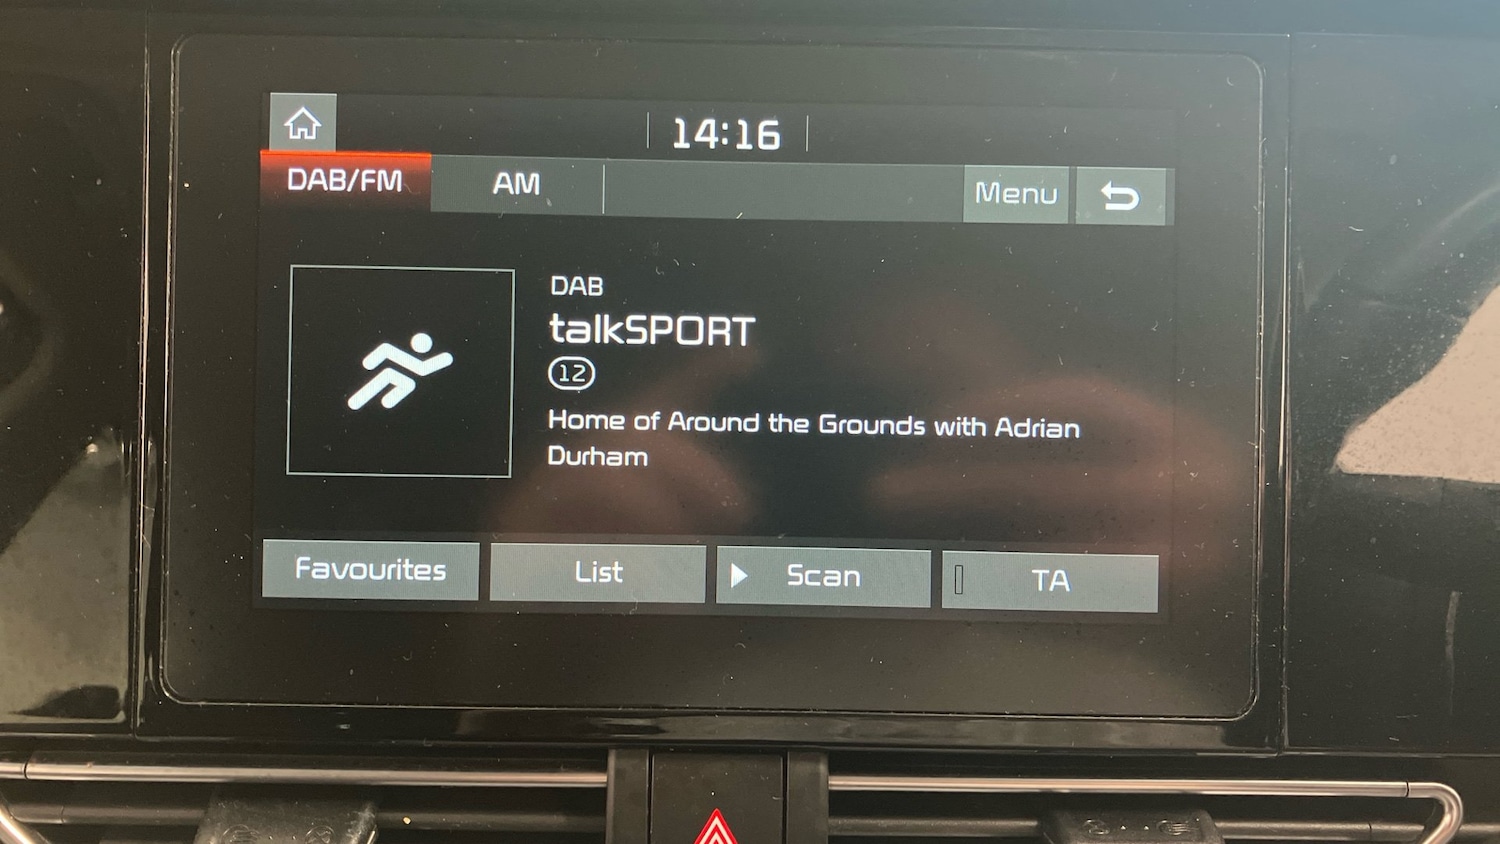 14:16
DAB/FM
AM
Menu
DAB
talkSPORT
12
Home of Around the Grounds with Adrian
Durham
Favourites
List
Scan
TA